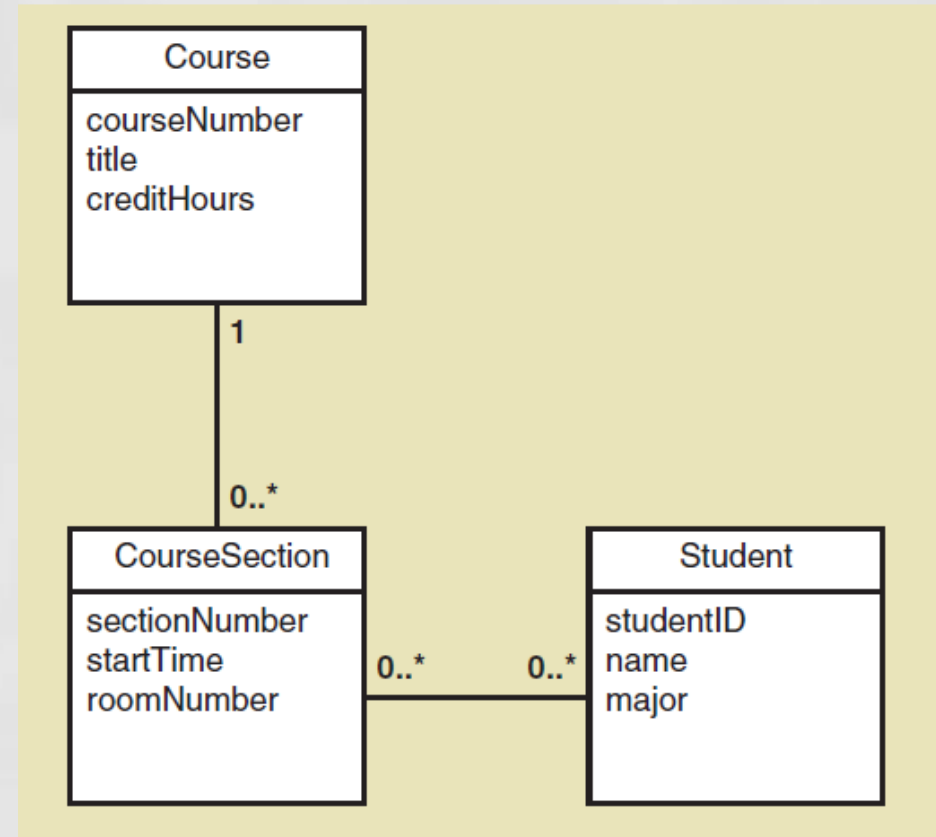 Course
courseNumber
title
creditHours
1
0..*
CourseSection
sectionNumber
startTime
roomNumber
0..*
0..*
Student
studentID
name
major